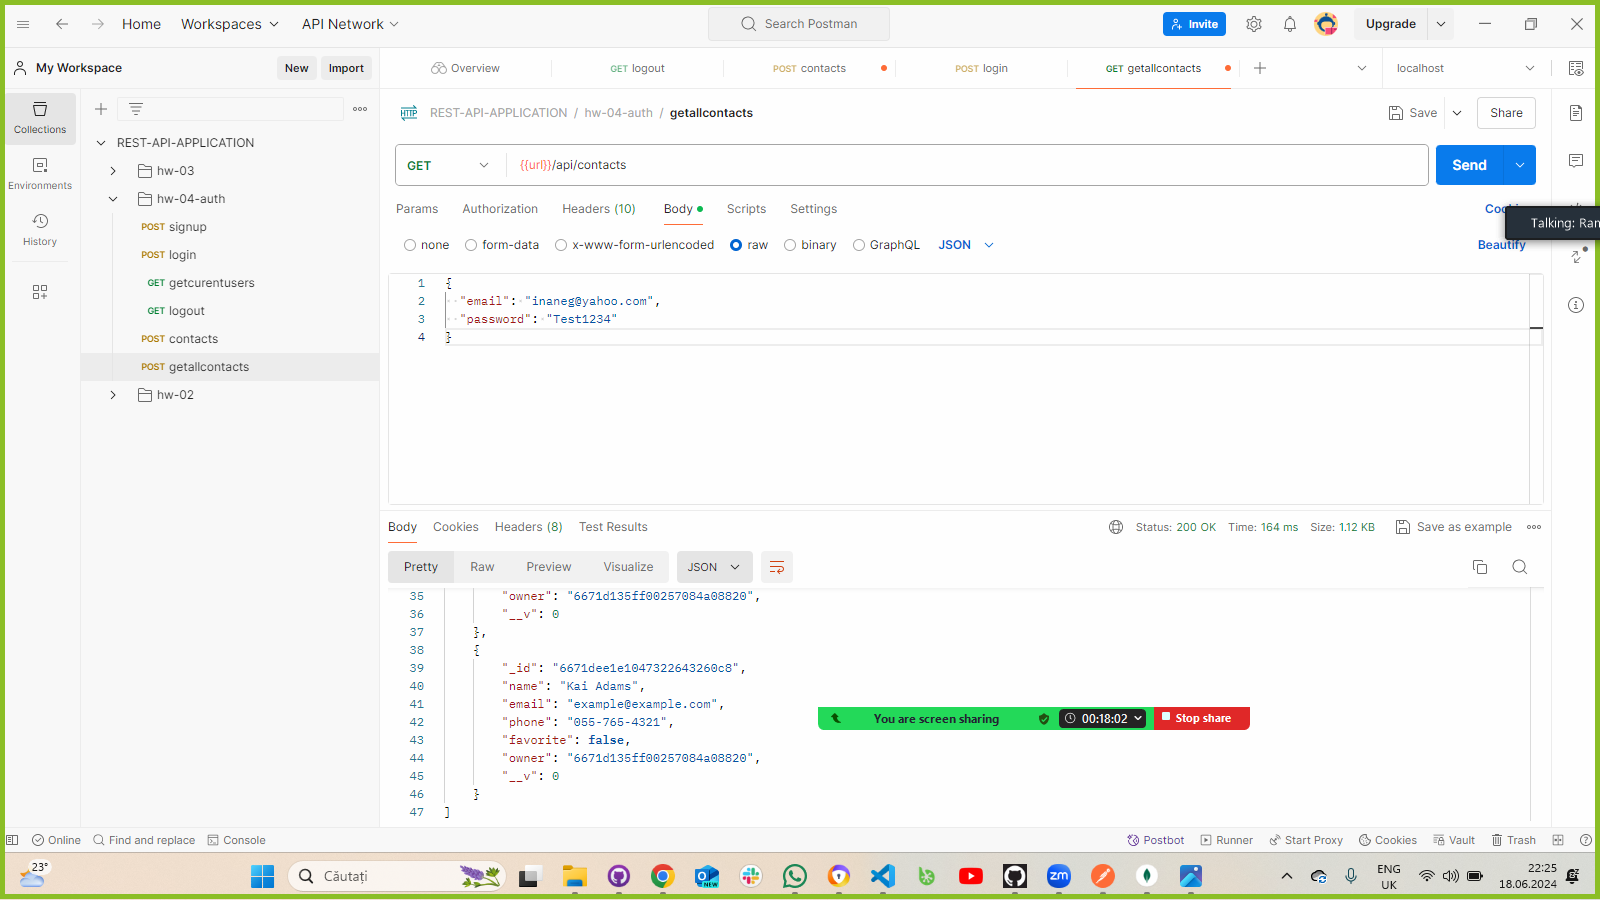 Home
Workspaces
API Network
Search Postman
Invite
Upgrade
My Workspace
New
Import
Overview
GET logout
POST contacts
POST login
GET getallcontacts
localhost
Collections
Environments
History
REST-API-APPLICATION
hw-03
hw-04-auth
POST signup
POST login
GET getcurentusers
GET logout
POST contacts
POST getallcontacts
hw-02
HTTP REST-API-APPLICATION / hw-04-auth / getallcontacts
Save
Share
GET
{{url}}/api/contacts
Send
Params
Authorization
Headers (10)
Body
Scripts
Settings
Talking: Ran
none
form-data
x-www-form-urlencoded
raw
binary
GraphQL
JSON
Beautify
1 {
2 "email": "inaneg@yahoo.com",
3 "password": "Test1234"
4 }
Body
Cookies
Headers (8)
Test Results
Status: 200 OK
Time: 164 ms
Size: 1.12 KB
Save as example
Pretty
Raw
Preview
Visualize
JSON
35 "owner": "6671d135ff00257084a08820",
36 "__v": 0
37 },
38 {
39 "_id": "6671dee1e1047322643260c8",
40 "name": "Kai Adams",
41 "email": "example@example.com",
42 "phone": "055-765-4321",
43 "favorite": false,
44 "owner": "6671d135ff00257084a08820",
45 "__v": 0
46 }
47 ]
You are screen sharing
00:18:02
Stop share
Online
Find and replace
Console
Postbot
Runner
Start Proxy
Cookies
Vault
Trash
23°
Căutați
NEW
zm
ENG
UK
22:25
18.06.2024